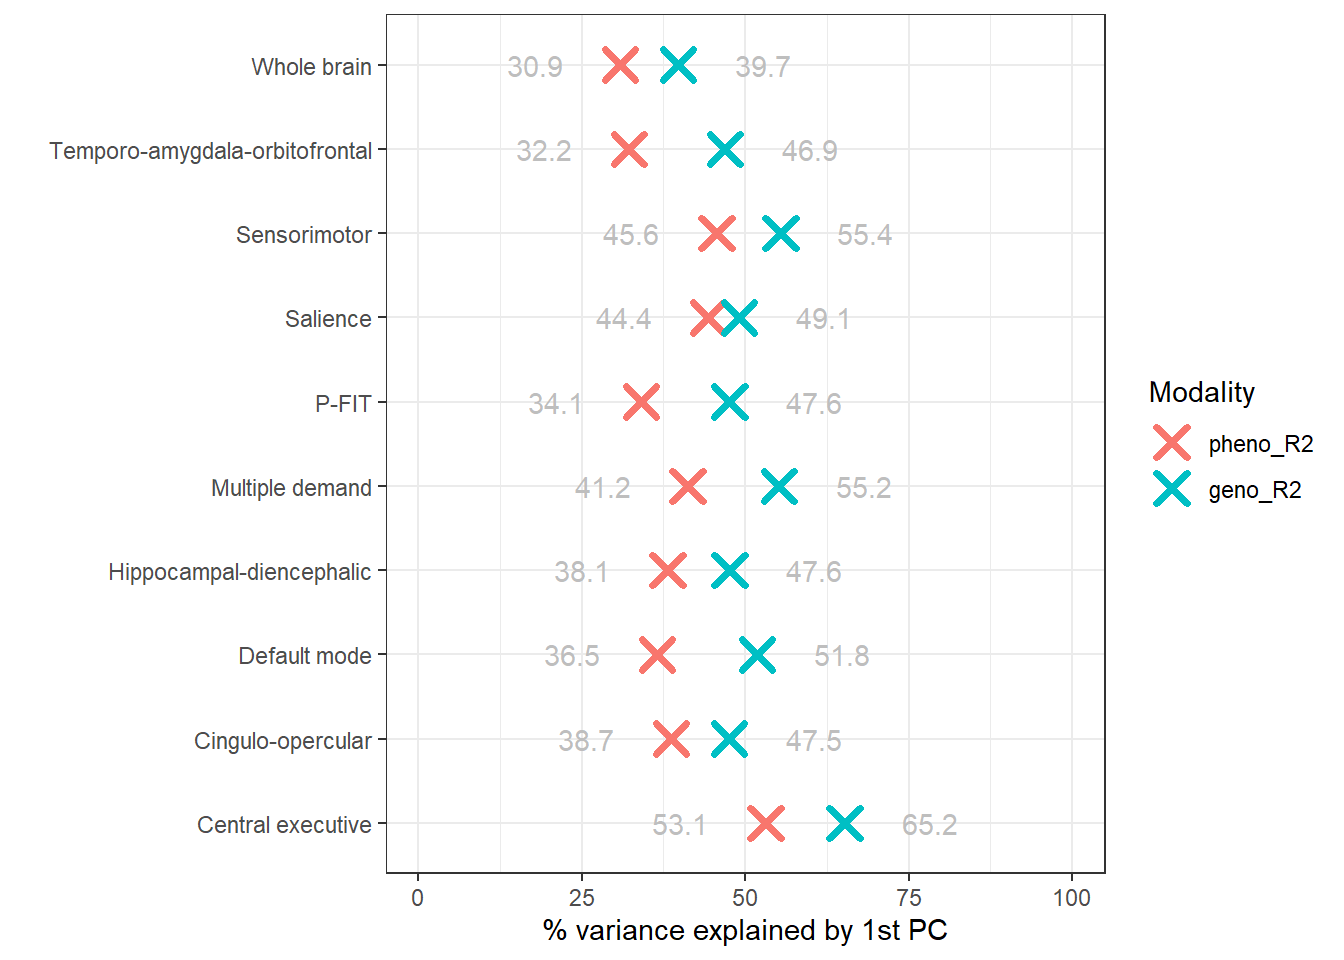 Whole brain 30.9 39.7
Temporo-amygdala-orbitofrontal 32.2 46.9
Sensorimotor 45.6 55.4
Salience 44.4 49.1
P-FIT 34.1 47.6
Multiple demand 41.2 55.2
Hippocampal-diencephalic 38.1 47.6
Default mode 36.5 51.8
Cingulo-opercular 38.7 47.5
Central executive 53.1 65.2
0 25 50 75 100
% variance explained by 1st PC
Modality
pheno_R2
geno_R2